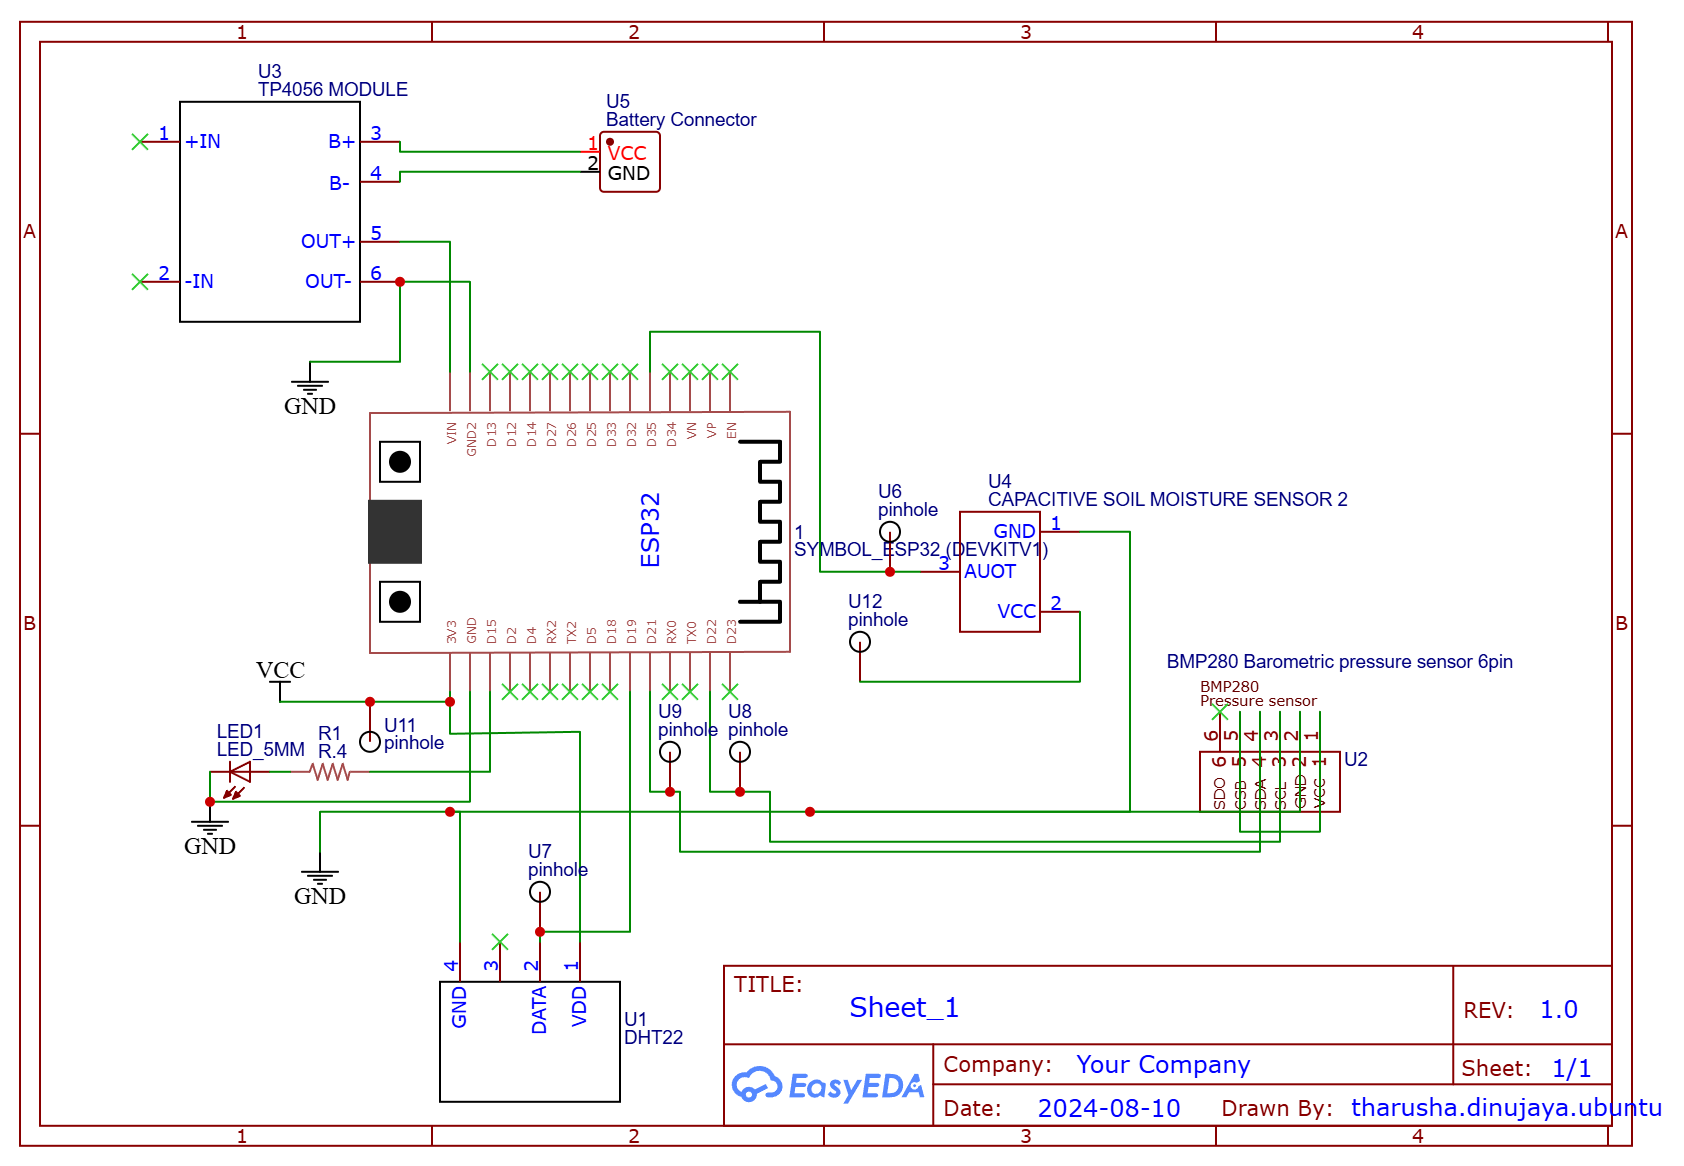 1 2 3 4
A A
B B
U3
TP4056 MODULE
1 +IN
2 -IN
B+ 3
B- 4
OUT+ 5
OUT- 6
U5
Battery Connector
1 VCC
2 GND
GND
VIN GND2 D13 D12 D14 D27 D26 D25 D33 D32 D35 D34 VN VP EN
ESP32
1
SYMBOL_ESP32 (DEVKITV1)
3V3 GND D15 D2 D4 RX2 TX2 D5 D18 D19 D21 RX0 TX0 D22 D23
U6
pinhole
U4
CAPACITIVE SOIL MOISTURE SENSOR 2
GND 1
3 AUOT
VCC 2
U12
pinhole
BMP280 Barometric pressure sensor 6pin
BMP280
Pressure sensor
6 5 4 3 2 1
6 5 4 3 2 1
SDO CSB SDA SCL GND VCC
U2
VCC
U11
pinhole
LED1
LED_5MM
R1
R.4
GND
GND
U9
pinhole
U8
pinhole
U7
pinhole
4 3 2 1
GND DATA VDD
U1
DHT22
TITLE:
Sheet_1
REV: 1.0
EasyEDA
Company: Your Company
Sheet: 1/1
Date: 2024-08-10
Drawn By: tharusha.dinujaya.ubuntu
1 2 3 4